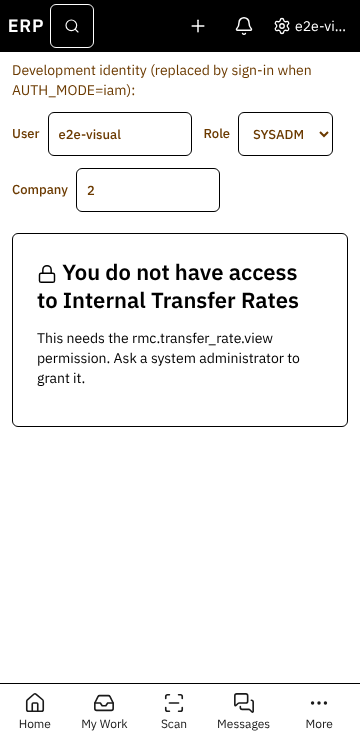 ERP
e2e-vi...
Development identity (replaced by sign-in when
AUTH_MODE=iam):
User e2e-visual Role SYSADM
Company 2
You do not have access
to Internal Transfer Rates
This needs the rmc.transfer_rate.view
permission. Ask a system administrator to
grant it.
Home My Work Scan Messages More